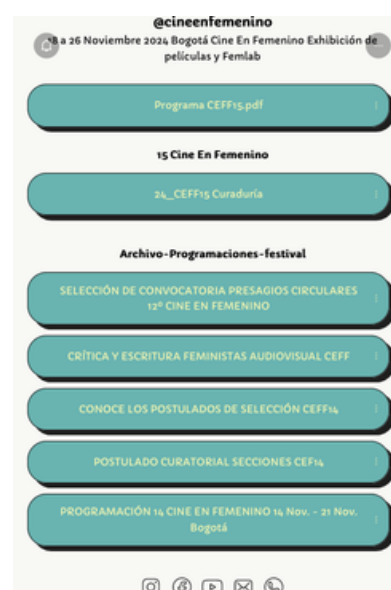 @cineenfemenino
18 a 26 Noviembre 2024 Bogotá Cine En Femenino Exhibición de
películas y Femlab
Programa CEFF15.pdf
15 Cine En Femenino
24_CEFF15 Curaduría
Archivo-Programaciones-festival
SELECCIÓN DE CONVOCATORIA PRESAGIOS CIRCULARES
12º CINE EN FEMENINO
CRÍTICA Y ESCRITURA FEMINISTAS AUDIOVISUAL CEFF
CONOCE LOS POSTULADOS DE SELECCIÓN CEFF14
POSTULADO CURATORIAL SECCIONES CEF14
PROGRAMACIÓN 14 CINE EN FEMENINO 14 Nov. - 21 Nov.
Bogotá